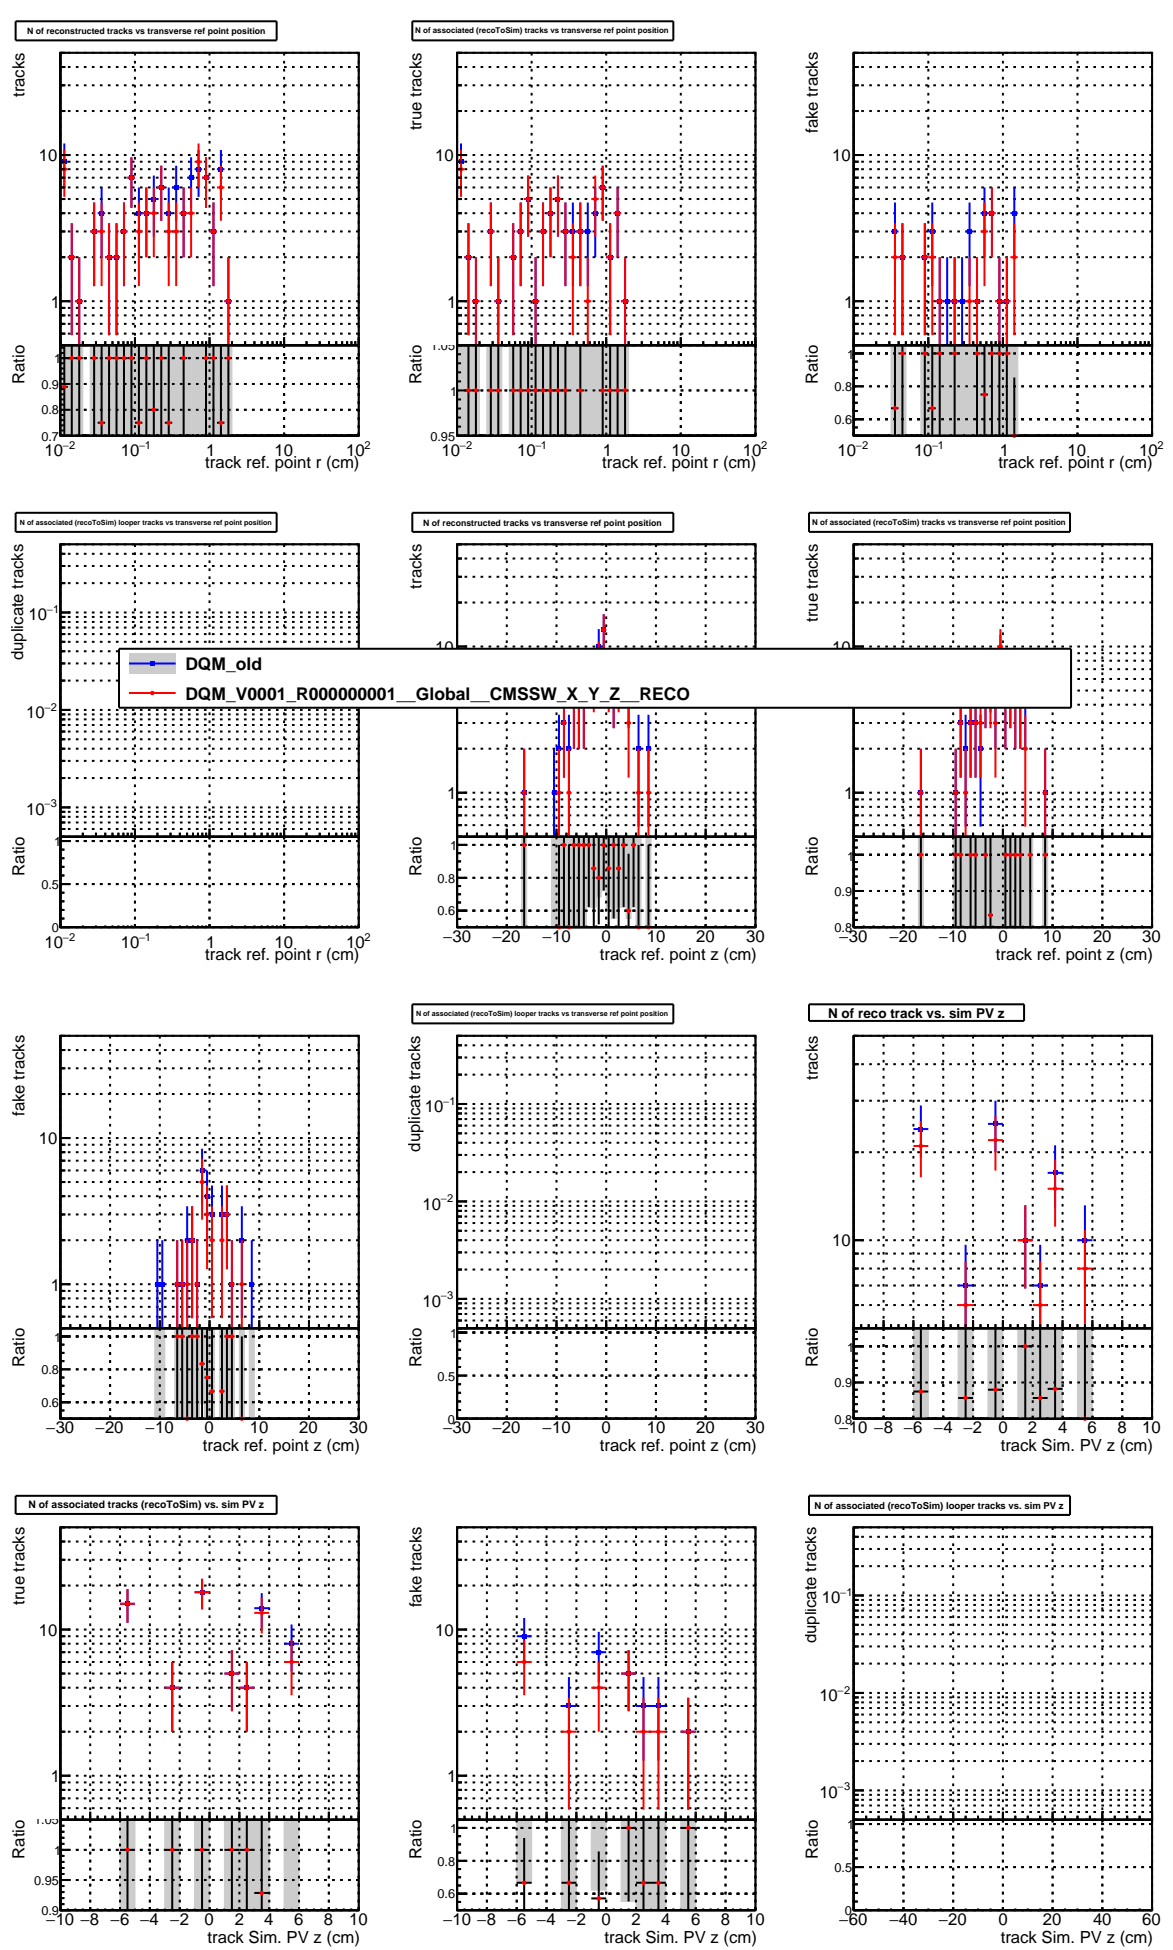 N of reconstructed tracks vs transverse ref point position
tracks
10
1
Ratio
1
0.9
0.8
0.7
10−2 10−1 1 10 102
track ref. point r (cm)
N of associated (recoToSim) tracks vs transverse ref point position
true tracks
10
1
Ratio
1.05
1
0.95
10−2 10−1 1 10 102
track ref. point r (cm)
fake tracks
10
1
Ratio
1
0.8
0.6
10−2 10−1 1 10 102
track ref. point r (cm)
N of associated (recoToSim) looper tracks vs transverse ref point position
duplicate tracks
10−1
10−2
10−3
Ratio
1
0.5
0
10−2 10−1 1 10 102
track ref. point r (cm)
N of reconstructed tracks vs transverse ref point position
tracks
10
1
Ratio
1
0.8
0.6
−30 −20 −10 0 10 20 30
track ref. point z (cm)
N of associated (recoToSim) tracks vs transverse ref point position
true tracks
10
1
Ratio
1
0.9
0.8
−30 −20 −10 0 10 20 30
track ref. point z (cm)
DQM_old
DQM_V0001_R000000001__Global__CMSSW_X_Y_Z__RECO
fake tracks
10
1
Ratio
1
0.8
0.6
−30 −20 −10 0 10 20 30
track ref. point z (cm)
N of associated (recoToSim) looper tracks vs transverse ref point position
duplicate tracks
10−1
10−2
10−3
Ratio
1
0.5
0
−30 −20 −10 0 10 20 30
track ref. point z (cm)
N of reco track vs. sim PV z
tracks
10
Ratio
1
0.9
0.8
−10 −8 −6 −4 −2 0 2 4 6 8 10
track Sim. PV z (cm)
N of associated tracks (recoToSim) vs. sim PV z
true tracks
10
1
Ratio
1.05
1
0.95
0.9
−10 −8 −6 −4 −2 0 2 4 6 8 10
track Sim. PV z (cm)
fake tracks
10
1
Ratio
1
0.8
0.6
−10 −8 −6 −4 −2 0 2 4 6 8 10
track Sim. PV z (cm)
N of associated (recoToSim) looper tracks vs. sim PV z
duplicate tracks
10−1
10−2
10−3
Ratio
1
0.5
0
−60 −40 −20 0 20 40 60
track Sim. PV z (cm)